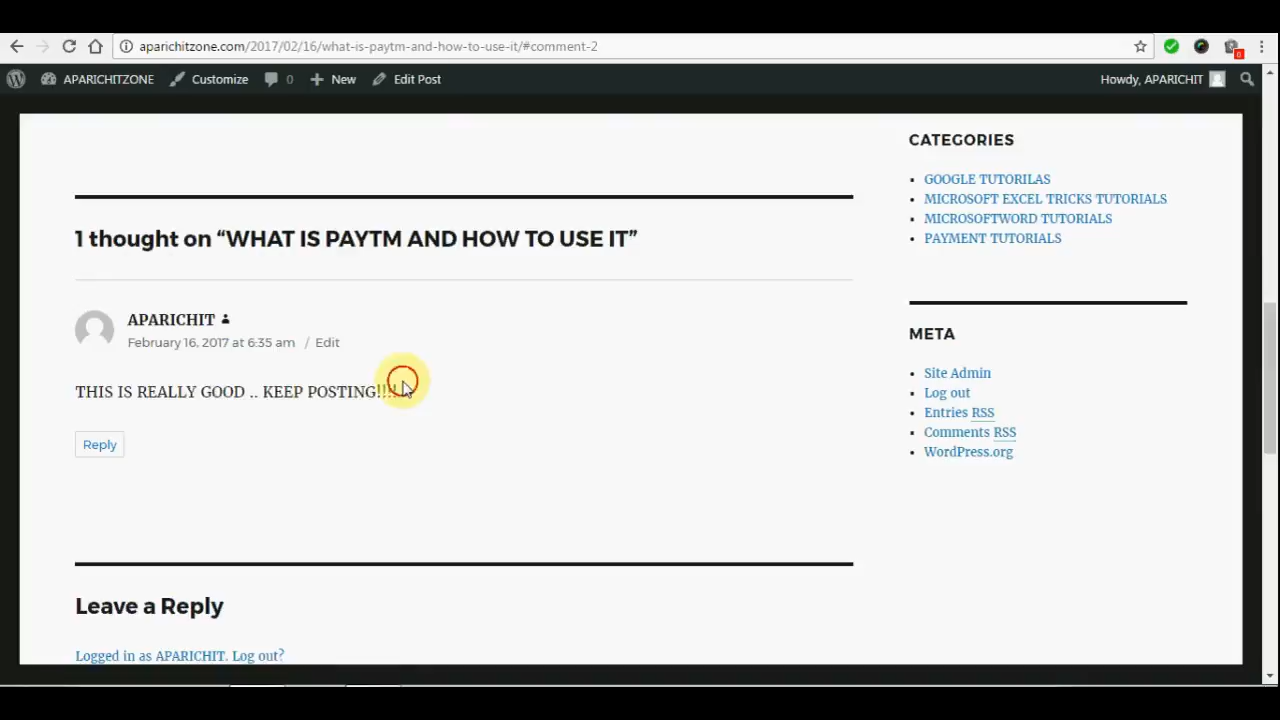 aparichitzone.com/2017/02/16/what-is-paytm-and-how-to-use-it/#comment-2
APARICHITZONE Customize 0 New Edit Post Howdy, APARICHIT
CATEGORIES
GOOGLE TUTORILAS
MICROSOFT EXCEL TRICKS TUTORIALS
MICROSOFTWORD TUTORIALS
PAYMENT TUTORIALS
1 thought on “WHAT IS PAYTM AND HOW TO USE IT”
APARICHIT
February 16, 2017 at 6:35 am / Edit
THIS IS REALLY GOOD .. KEEP POSTING!!!!
Reply
META
Site Admin
Log out
Entries RSS
Comments RSS
WordPress.org
Leave a Reply
Logged in as APARICHIT. Log out?